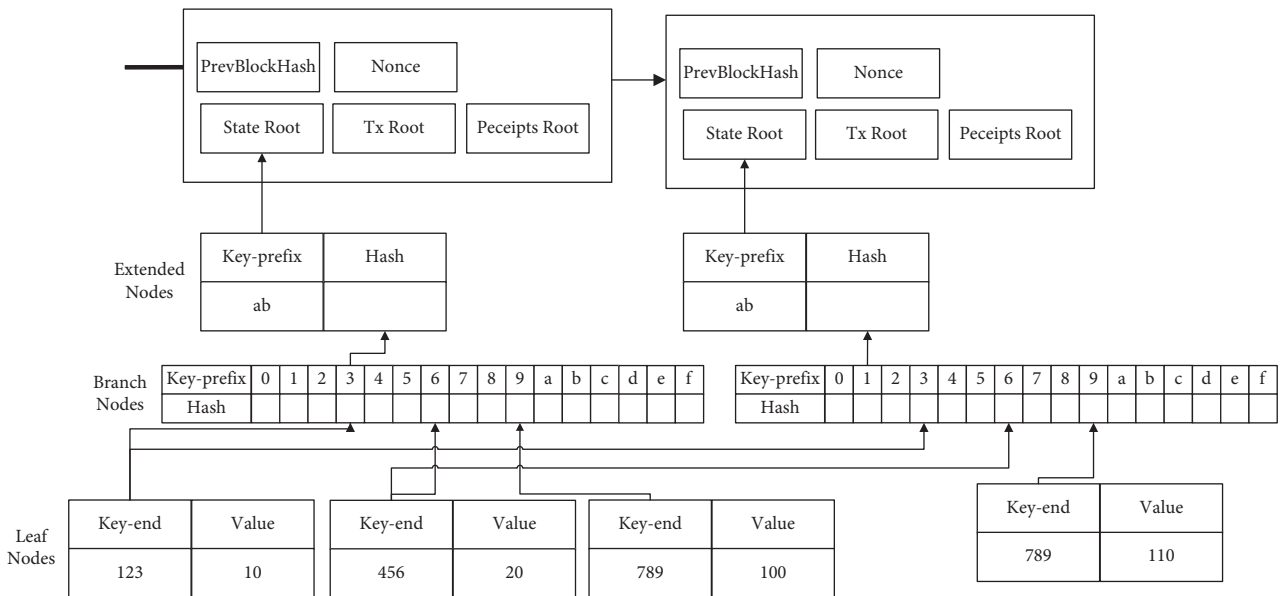 PrevBlockHash Nonce
State Root Tx Root Peceipts Root
PrevBlockHash Nonce
State Root Tx Root Peceipts Root
Extended
Nodes
Key-prefix Hash
ab
Key-prefix Hash
ab
Branch
Nodes
Key-prefix 0 1 2 3 4 5 6 7 8 9 a b c d e f
Hash
Key-prefix 0 1 2 3 4 5 6 7 8 9 a b c d e f
Hash
Leaf
Nodes
Key-end Value
123 10
Key-end Value
456 20
Key-end Value
789 100
Key-end Value
789 110